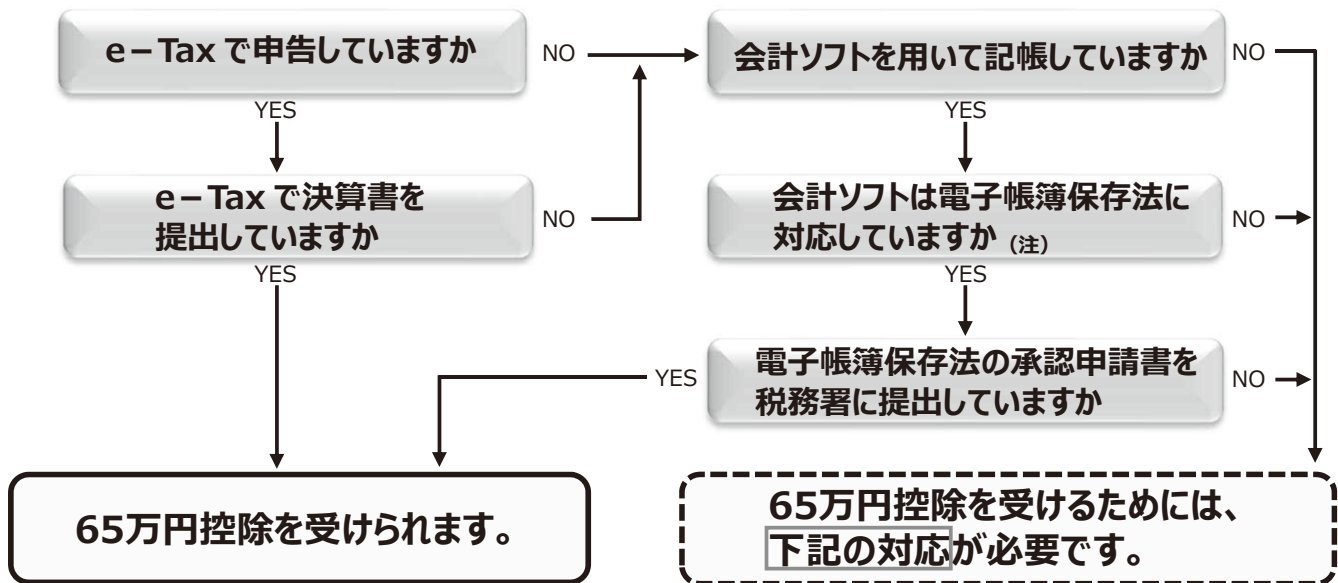 e－Tax で申告していますか
NO
会計ソフトを用いて記帳していますか
NO
YES
YES
e－Tax で決算書を
提出していますか
NO
会計ソフトは電子帳簿保存法に
対応していますか（注）
NO
YES
YES
電子帳簿保存法の承認申請書を
税務署に提出していますか
YES
NO
65万円控除を受けられます。
65万円控除を受けるためには、
下記の対応が必要です。